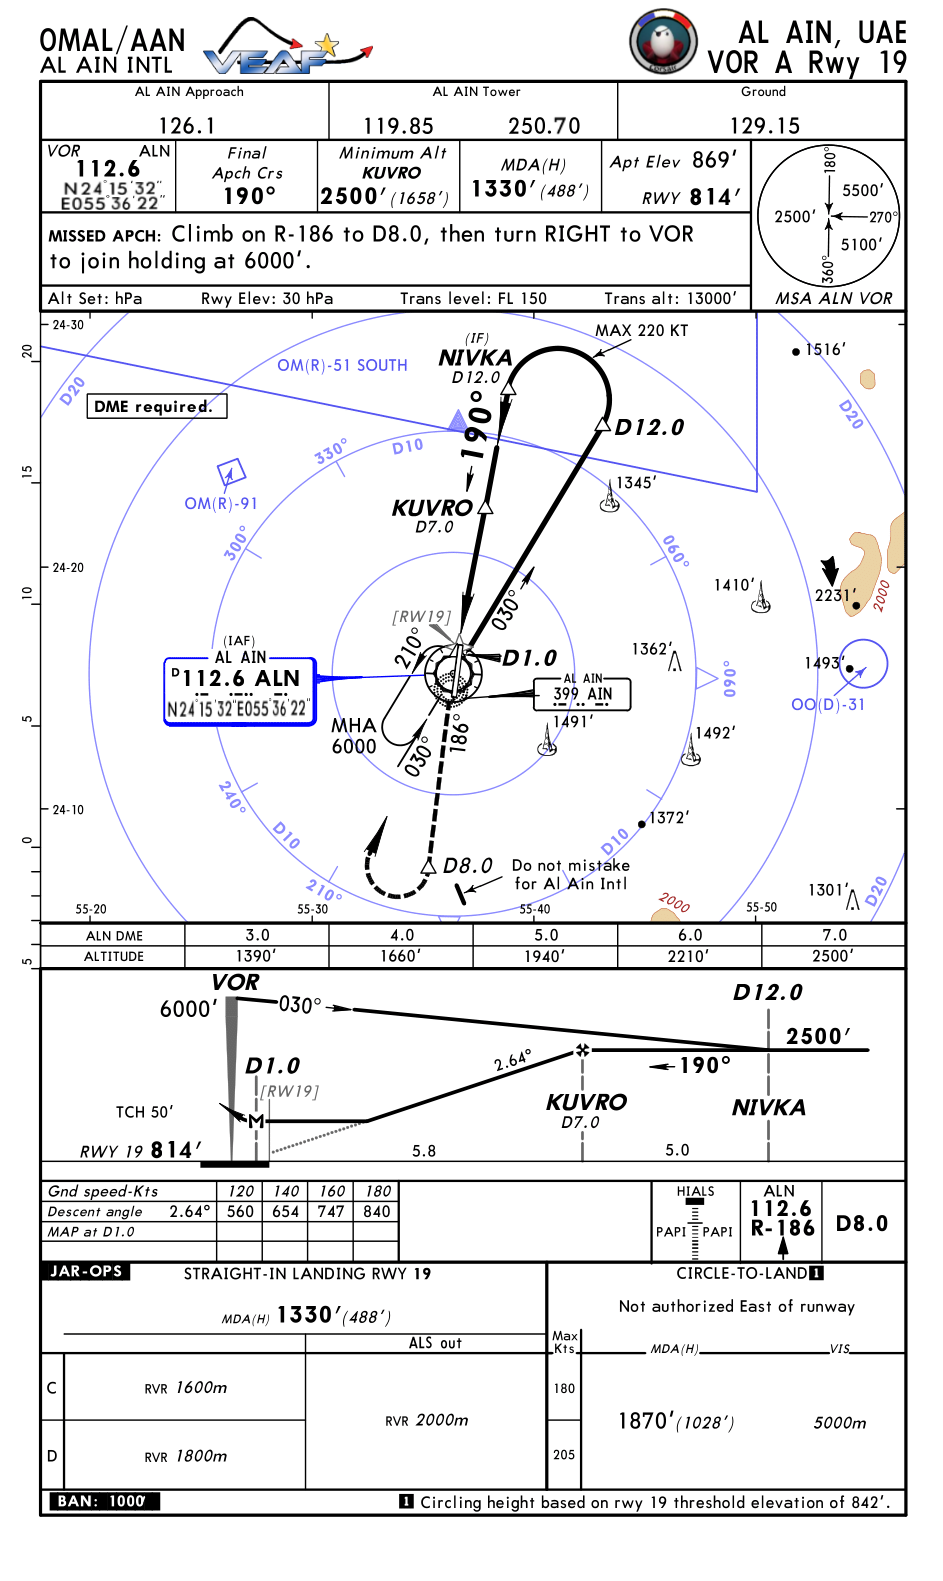 OMAL/AAN
AL AIN INTL
VEAF
Corsair
AL AIN, UAE
VOR A Rwy 19
AL AIN Approach
126.1
AL AIN Tower
119.85 250.70
Ground
129.15
VOR ALN
112.6
N24°15'32"
E055°36'22"
Final
Apch Crs
190°
Minimum Alt
KUVRO
2500' (1658')
MDA(H)
1330' (488')
Apt Elev 869'
RWY 814'
180°
5500'
2500'
270°
5100'
360°
MSA ALN VOR
MISSED APCH: Climb on R-186 to D8.0, then turn RIGHT to VOR
to join holding at 6000'.
Alt Set: hPa Rwy Elev: 30 hPa Trans level: FL 150 Trans alt: 13000'
24-30
20
D20
OM(R)-51 SOUTH
(IF)
NIVKA
D12.0
MAX 220 KT
1516'
D20
DME required.
190°
D12.0
330°
D10
15
OM(R)-91
KUVRO
D7.0
1345'
300°
060°
24-20
10
1410'
2231'
2000
030°
[RW19]
210°
(IAF)
AL AIN
D 112.6 ALN
N24°15'32"E055°36'22"
D1.0
1362'
1493'
090°
OO(D)-31
AL AIN
399 AIN
5
MHA
6000
030°
186°
1491'
1492'
240°
24-10
D10
1372'
D10
0
D8.0
Do not mistake
for Al Ain Intl
210°
1301'
D20
2000
55-20
55-30
55-40
55-50
5
ALN DME 3.0 4.0 5.0 6.0 7.0
ALTITUDE 1390' 1660' 1940' 2210' 2500'
VOR
6000'
030°
D12.0
2500'
2.64°
190°
D1.0
[RW19]
M
KUVRO
D7.0
NIVKA
TCH 50'
RWY 19 814'
5.8
5.0
Gnd speed-Kts 120 140 160 180
Descent angle 2.64° 560 654 747 840
MAP at D1.0
HIALS
PAPI PAPI
ALN
112.6
R-186
D8.0
JAR-OPS
STRAIGHT-IN LANDING RWY 19
CIRCLE-TO-LAND 1
MDA(H) 1330' (488')
Not authorized East of runway
ALS out
Max
Kts
MDA(H)
VIS
C
RVR 1600m
RVR 2000m
180
1870' (1028')
5000m
D
RVR 1800m
205
BAN: 1000'
1 Circling height based on rwy 19 threshold elevation of 842'.